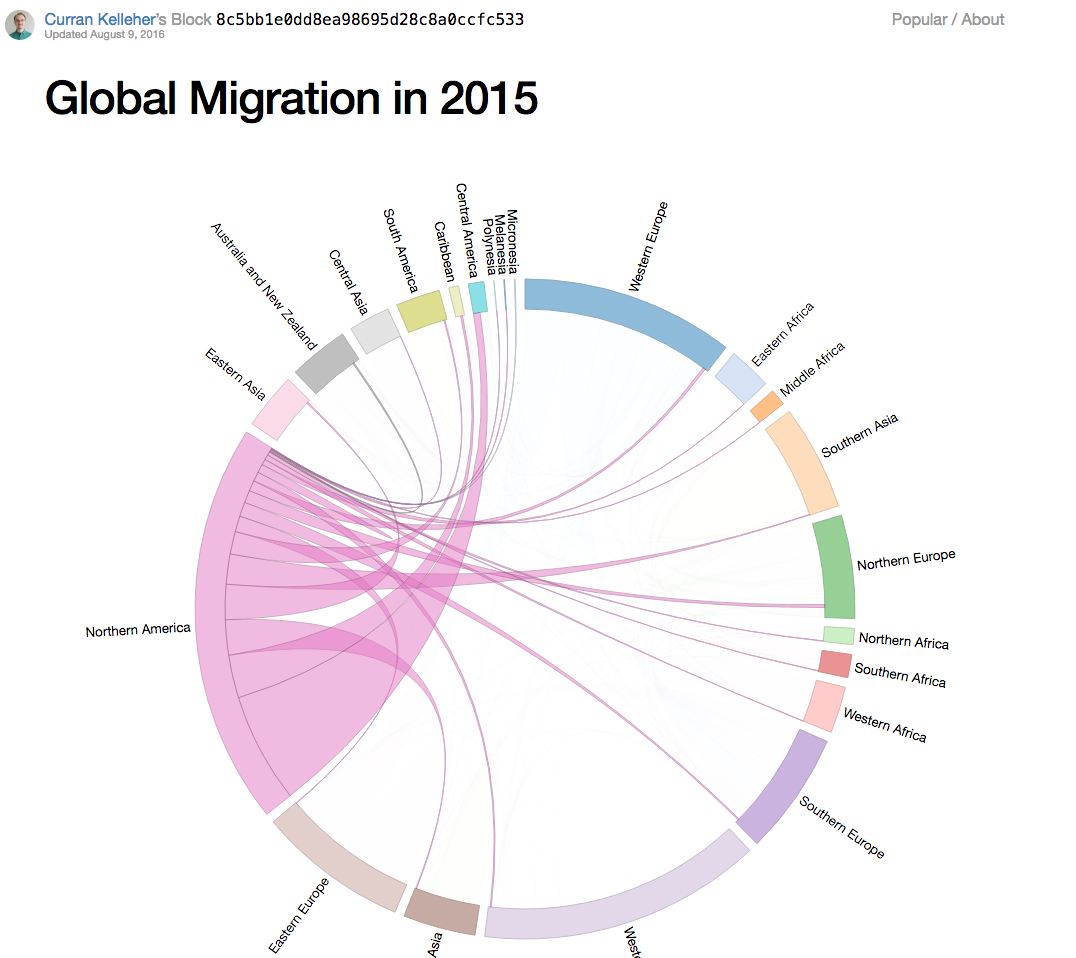 Curran Kelleher's Block 8c5bb1e0dd8ea98695d28c8a0ccfc533
Popular / About
Updated August 9, 2016
Global Migration in 2015
Micronesia
Melanesia
Polynesia
Central America
Caribbean
South America
Central Asia
Australia and New Zealand
Eastern Asia
Northern America
Western Europe
Eastern Africa
Middle Africa
Southern Asia
Northern Europe
Northern Africa
Southern Africa
Western Africa
Southern Europe
Eastern Europe
Asia